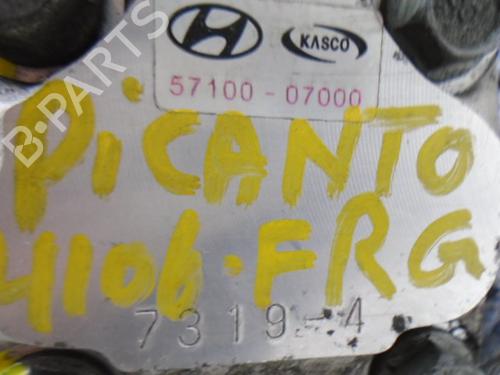 KASCO
57100 - 07000
B-PARTS
PiCANTO
4106.FRG
7319-4